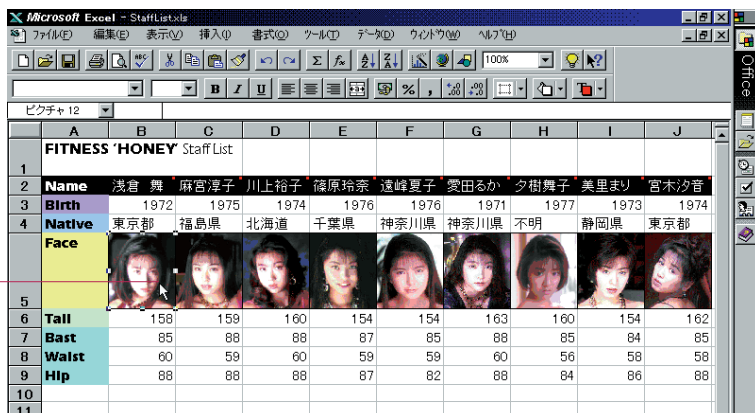 Microsoft Excel - StaffList.xls
ファイル(F) 編集(E) 表示(V) 挿入(I) 書式(O) ツール(T) データ(D) ウィンドウ(W) ヘルプ(H)
100%
B I U % ,
ピクチャ 12
A B C D E F G H I J
1 FITNESS 'HONEY' Staff List
2 Name 浅倉 舞 麻宮淳子 川上裕子 篠原玲奈 遠峰夏子 愛田るか 夕樹舞子 美里まり 宮木汐音
3 Birth 1972 1975 1974 1976 1976 1971 1977 1973 1974
4 Native 東京都 福島県 北海道 千葉県 神奈川県 神奈川県 不明 静岡県 東京都
5 Face
6 Tall 158 159 160 154 154 163 160 154 162
7 Bast 85 88 88 87 85 88 85 84 85
8 Waist 60 59 60 59 59 60 56 58 58
9 Hip 88 88 88 87 82 88 84 86 88
10
11
Office